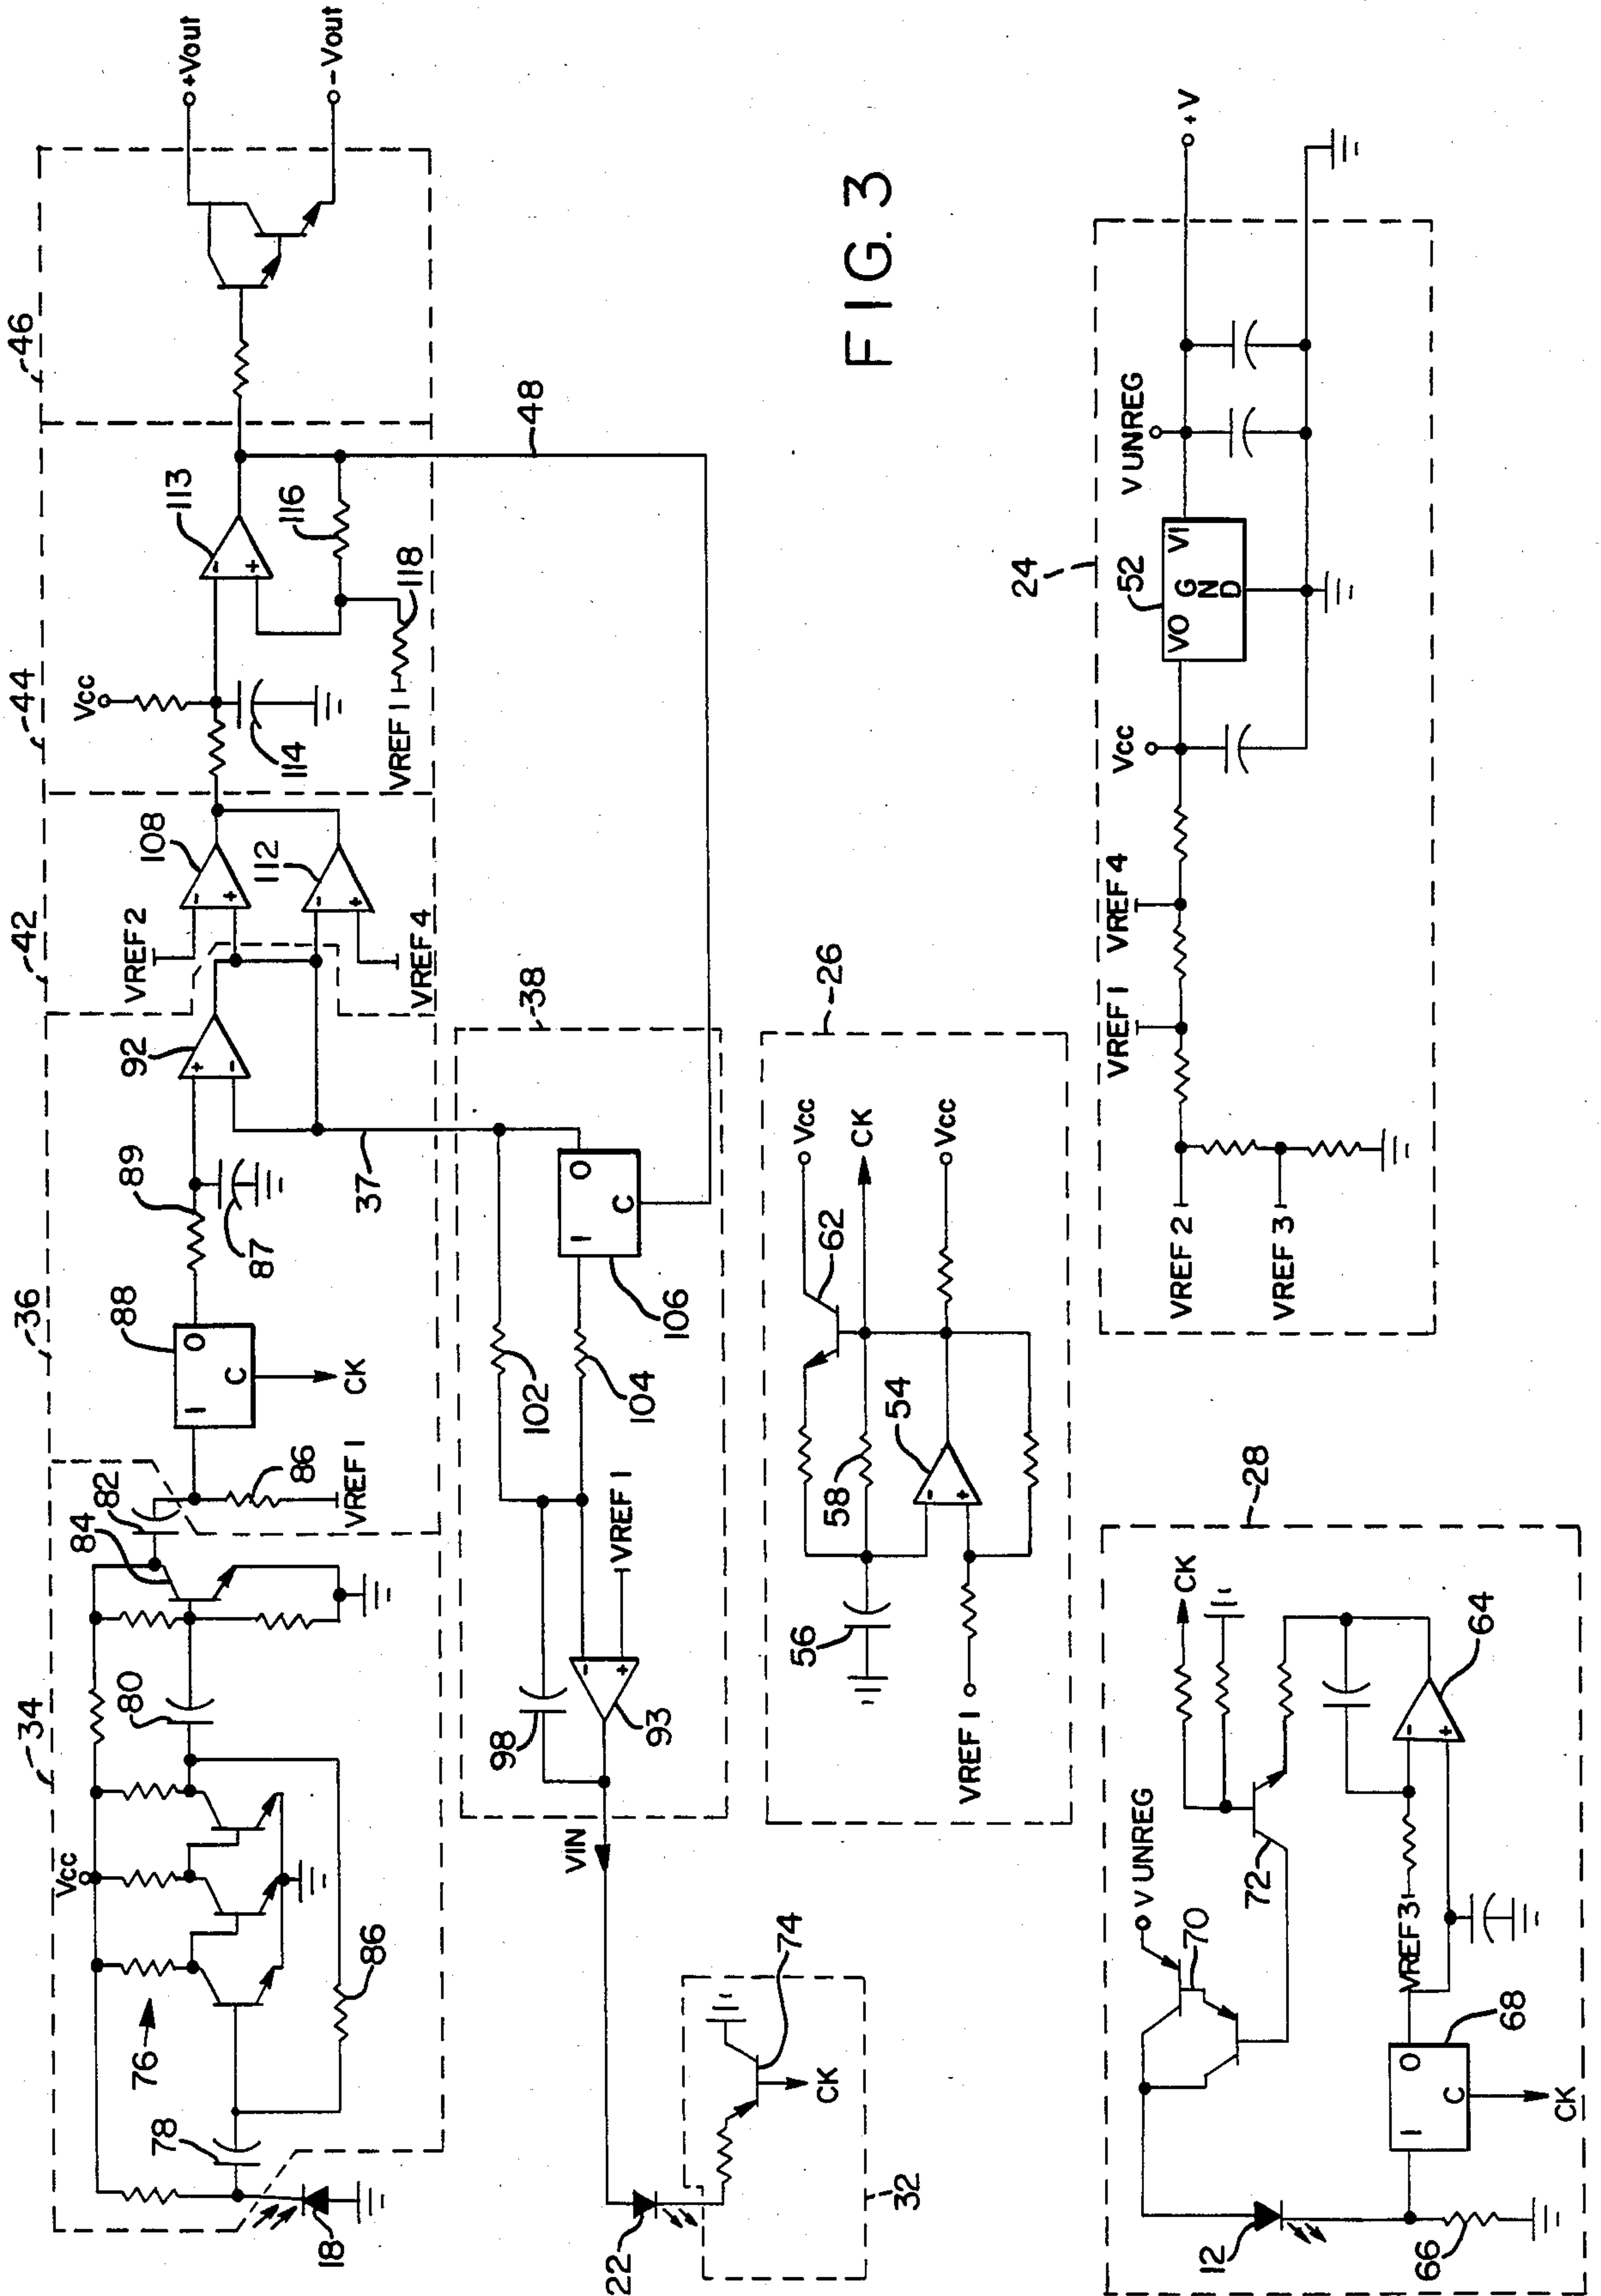 46
+Vout
-Vout
44
113
116
118
Vcc
114
VREF 1
48
42
108
112
VREF 2
VREF 4
- +
- +
- +
36
92
+ -
89
87
88
I O
C
CK
37
86
VREF 1
34
82
84
80
Vcc
76
86
78
18
38
O
I
C
106
102
104
VREF 1
98
- +
93
VIN
22
74
CK
32
26
Vcc
CK
Vcc
62
58
54
- +
56
VREF 1
FIG. 3
24
+V
V UNREG
52
VO VI
G
N
D
Vcc
VREF 4
VREF 1
VREF 2
VREF 3
28
CK
64
- +
V UNREG
72
70
VREF 3
68
I O
C
CK
12
66